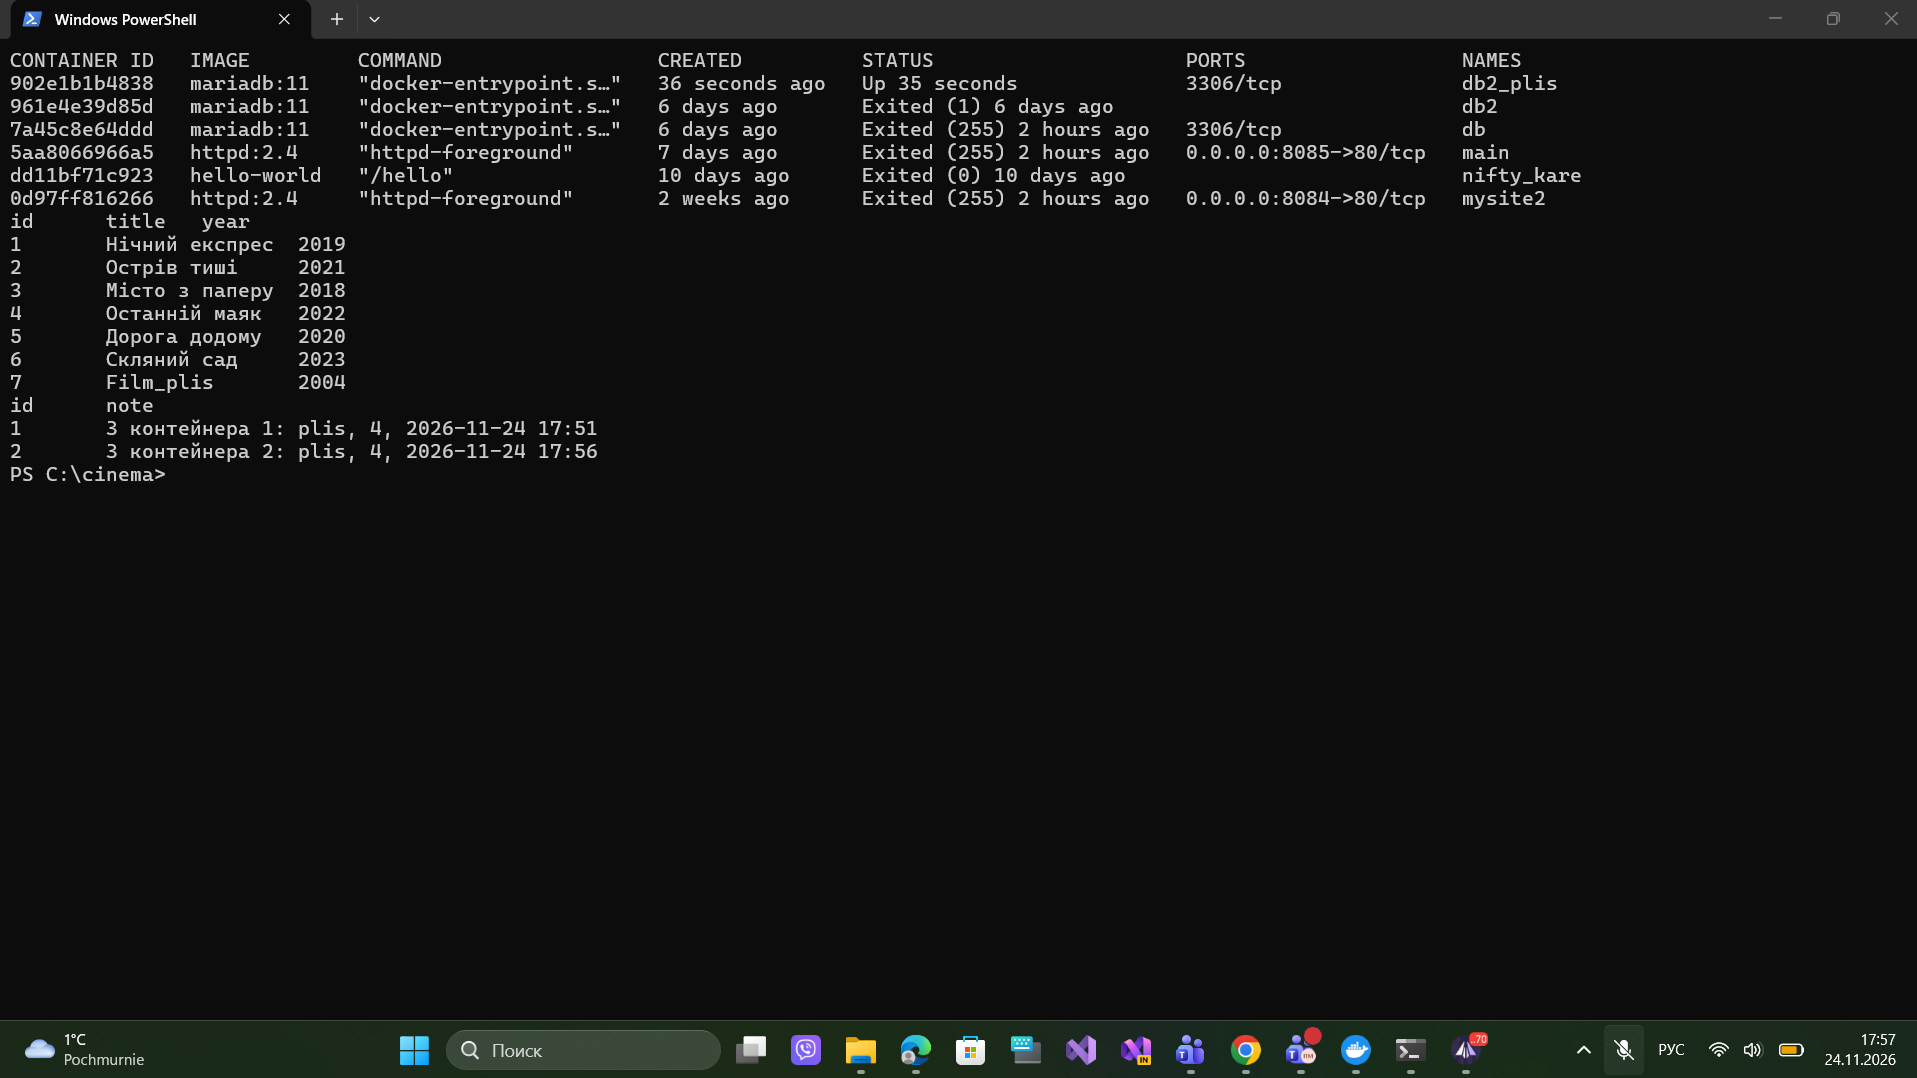 Windows PowerShell
CONTAINER ID   IMAGE         COMMAND                  CREATED          STATUS                     PORTS                  NAMES
902e1b1b4838   mariadb:11    "docker-entrypoint.s…"   36 seconds ago   Up 35 seconds              3306/tcp               db2_plis
961e4e39d85d   mariadb:11    "docker-entrypoint.s…"   6 days ago       Exited (1) 6 days ago                             db2
7a45c8e64ddd   mariadb:11    "docker-entrypoint.s…"   6 days ago       Exited (255) 2 hours ago   3306/tcp               db
5aa8066966a5   httpd:2.4     "httpd-foreground"       7 days ago       Exited (255) 2 hours ago   0.0.0.0:8085->80/tcp   main
dd11bf71c923   hello-world   "/hello"                 10 days ago      Exited (0) 10 days ago                            nifty_kare
0d97ff816266   httpd:2.4     "httpd-foreground"       2 weeks ago      Exited (255) 2 hours ago   0.0.0.0:8084->80/tcp   mysite2
id      title   year
1       Нічний експрес  2019
2       Острів тиші     2021
3       Місто з паперу  2018
4       Останній маяк   2022
5       Дорога додому   2020
6       Скляний сад     2023
7       Film_plis       2004
id      note
1       З контейнера 1: plis, 4, 2026-11-24 17:51
2       З контейнера 2: plis, 4, 2026-11-24 17:56
PS C:\cinema>
1°C
Pochmurnie
Поиск
IN
T
T
пм
..70
РУС
17:57
24.11.2026